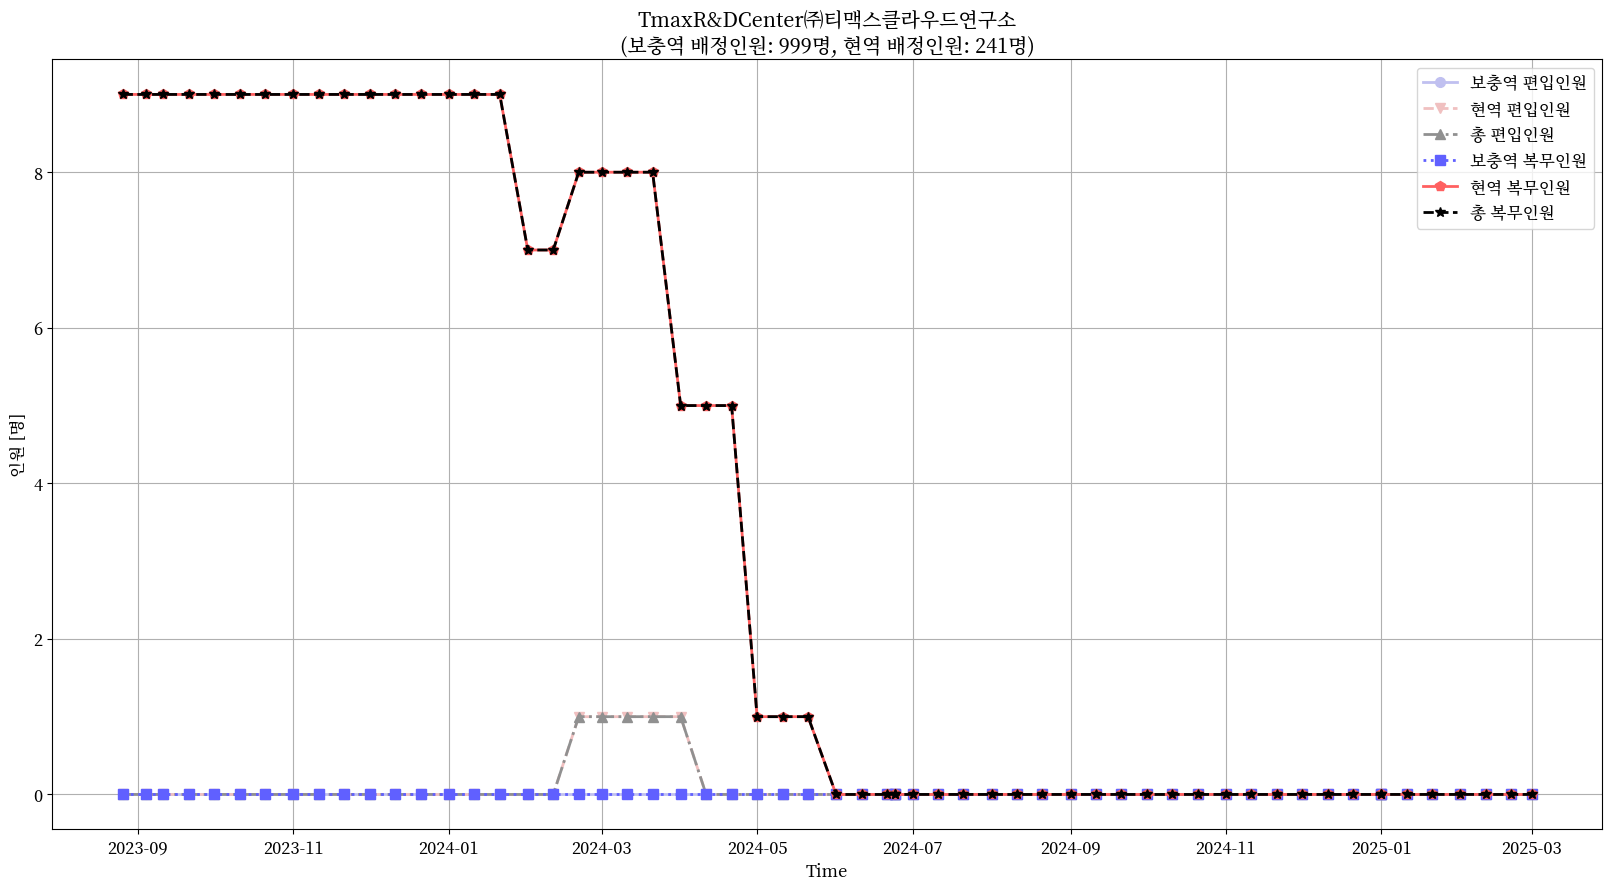 TmaxR&DCenter㈜티맥스클라우드연구소
(보충역 배정인원: 999명, 현역 배정인원: 241명)
보충역 편입인원
현역 편입인원
총 편입인원
보충역 복무인원
현역 복무인원
총 복무인원
인원 [명]
8
6
4
2
0
2023-09
2023-11
2024-01
2024-03
2024-05
2024-07
2024-09
2024-11
2025-01
2025-03
Time